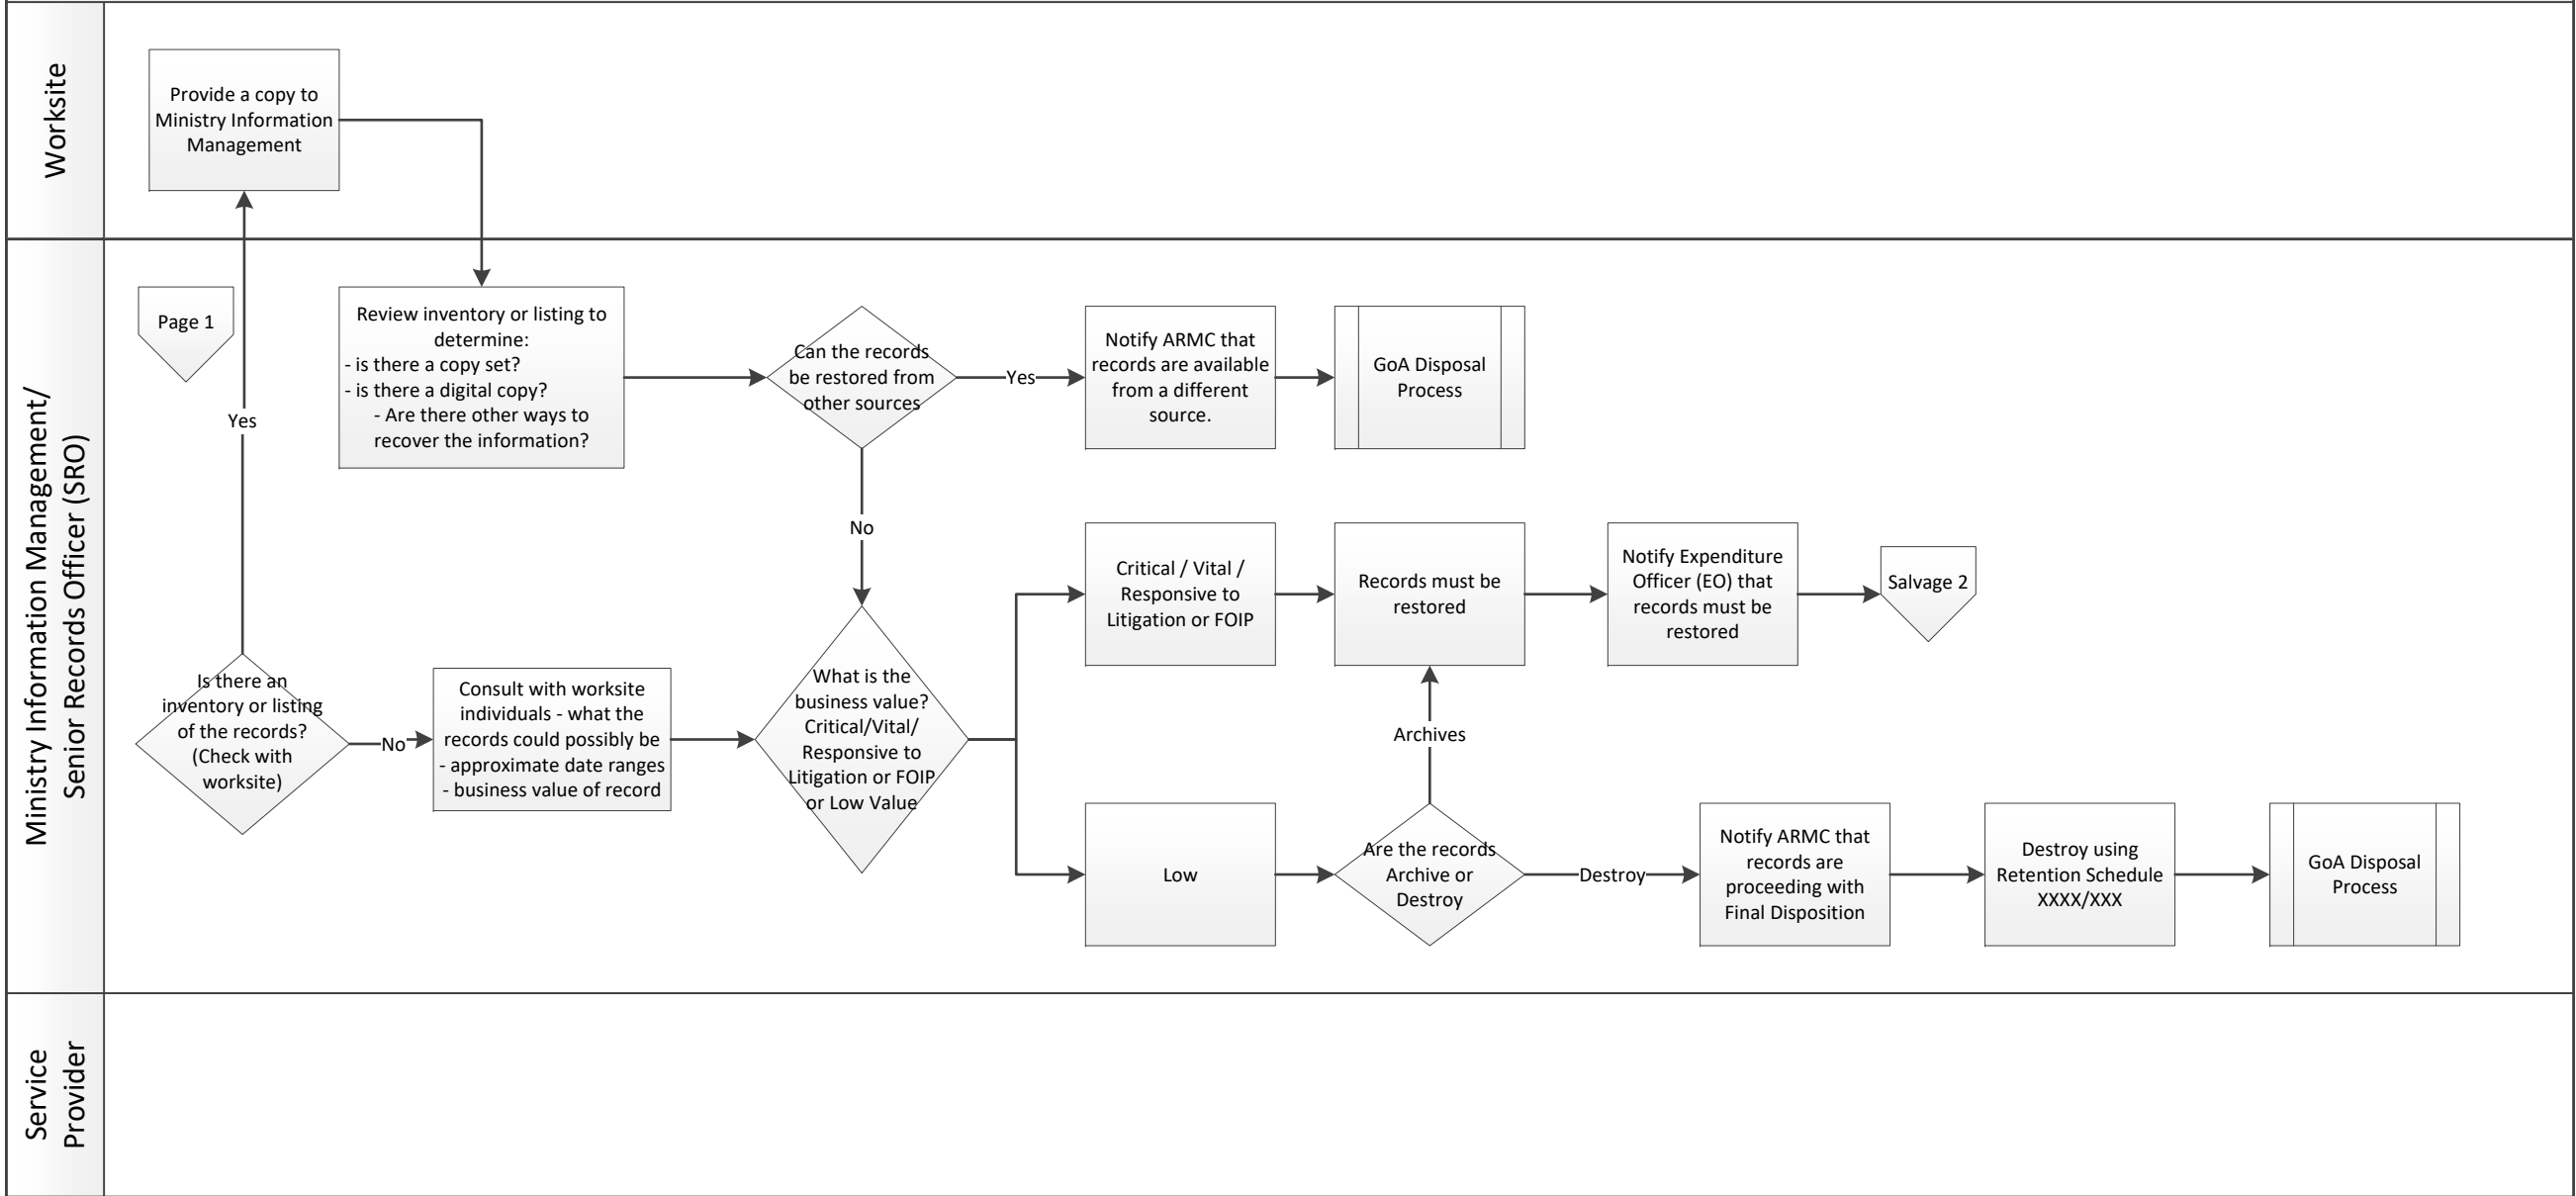 Worksite
Provide a copy to
Ministry Information
Management
Ministry Information Management/
Senior Records Officer (SRO)
Page 1
Yes
Is there an
inventory or listing
of the records?
(Check with
worksite)
No
Review inventory or listing to
determine:
- is there a copy set?
- is there a digital copy?
- Are there other ways to
recover the information?
Consult with worksite
individuals - what the
records could possibly be
- approximate date ranges
- business value of record
Can the records
be restored from
other sources
Yes
Notify ARMC that
records are available
from a different
source.
GoA Disposal
Process
No
What is the
business value?
Critical/Vital/
Responsive to
Litigation or FOIP
or Low Value
Critical / Vital /
Responsive to
Litigation or FOIP
Records must be
restored
Notify Expenditure
Officer (EO) that
records must be
restored
Salvage 2
Archives
Low
Are the records
Archive or
Destroy
Destroy
Notify ARMC that
records are
proceeding with
Final Disposition
Destroy using
Retention Schedule
XXXX/XXX
GoA Disposal
Process
Service
Provider